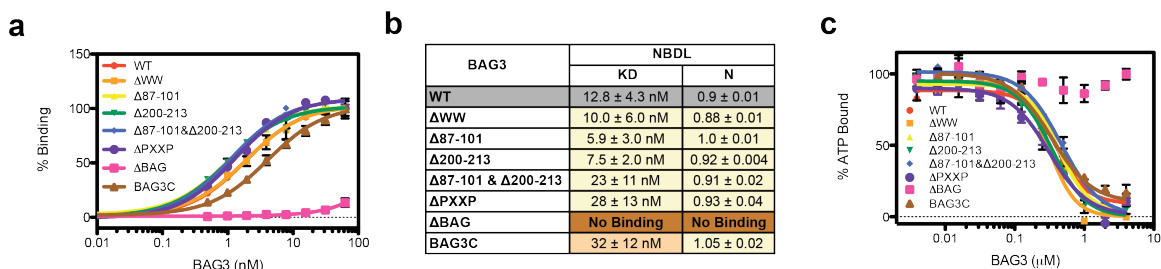 a
% Binding
150
100
50
0
0.01
0.1
1
10
100
BAG3 (nM)
WT
ΔWW
Δ87-101
Δ200-213
Δ87-101&Δ200-213
ΔPXXP
ΔBAG
BAG3C
b
BAG3 NBDL
KD N
WT 12.8 ± 4.3 nM 0.9 ± 0.01
ΔWW 10.0 ± 6.0 nM 0.88 ± 0.01
Δ87-101 5.9 ± 3.0 nM 1.0 ± 0.01
Δ200-213 7.5 ± 2.0 nM 0.92 ± 0.004
Δ87-101 & Δ200-213 23 ± 11 nM 0.91 ± 0.02
ΔPXXP 28 ± 13 nM 0.93 ± 0.04
ΔBAG No Binding No Binding
BAG3C 32 ± 12 nM 1.05 ± 0.02
c
% ATP Bound
100
50
0
0.01
0.1
1
10
BAG3 (μM)
WT
ΔWW
Δ87-101
Δ200-213
Δ87-101&Δ200-213
ΔPXXP
ΔBAG
BAG3C